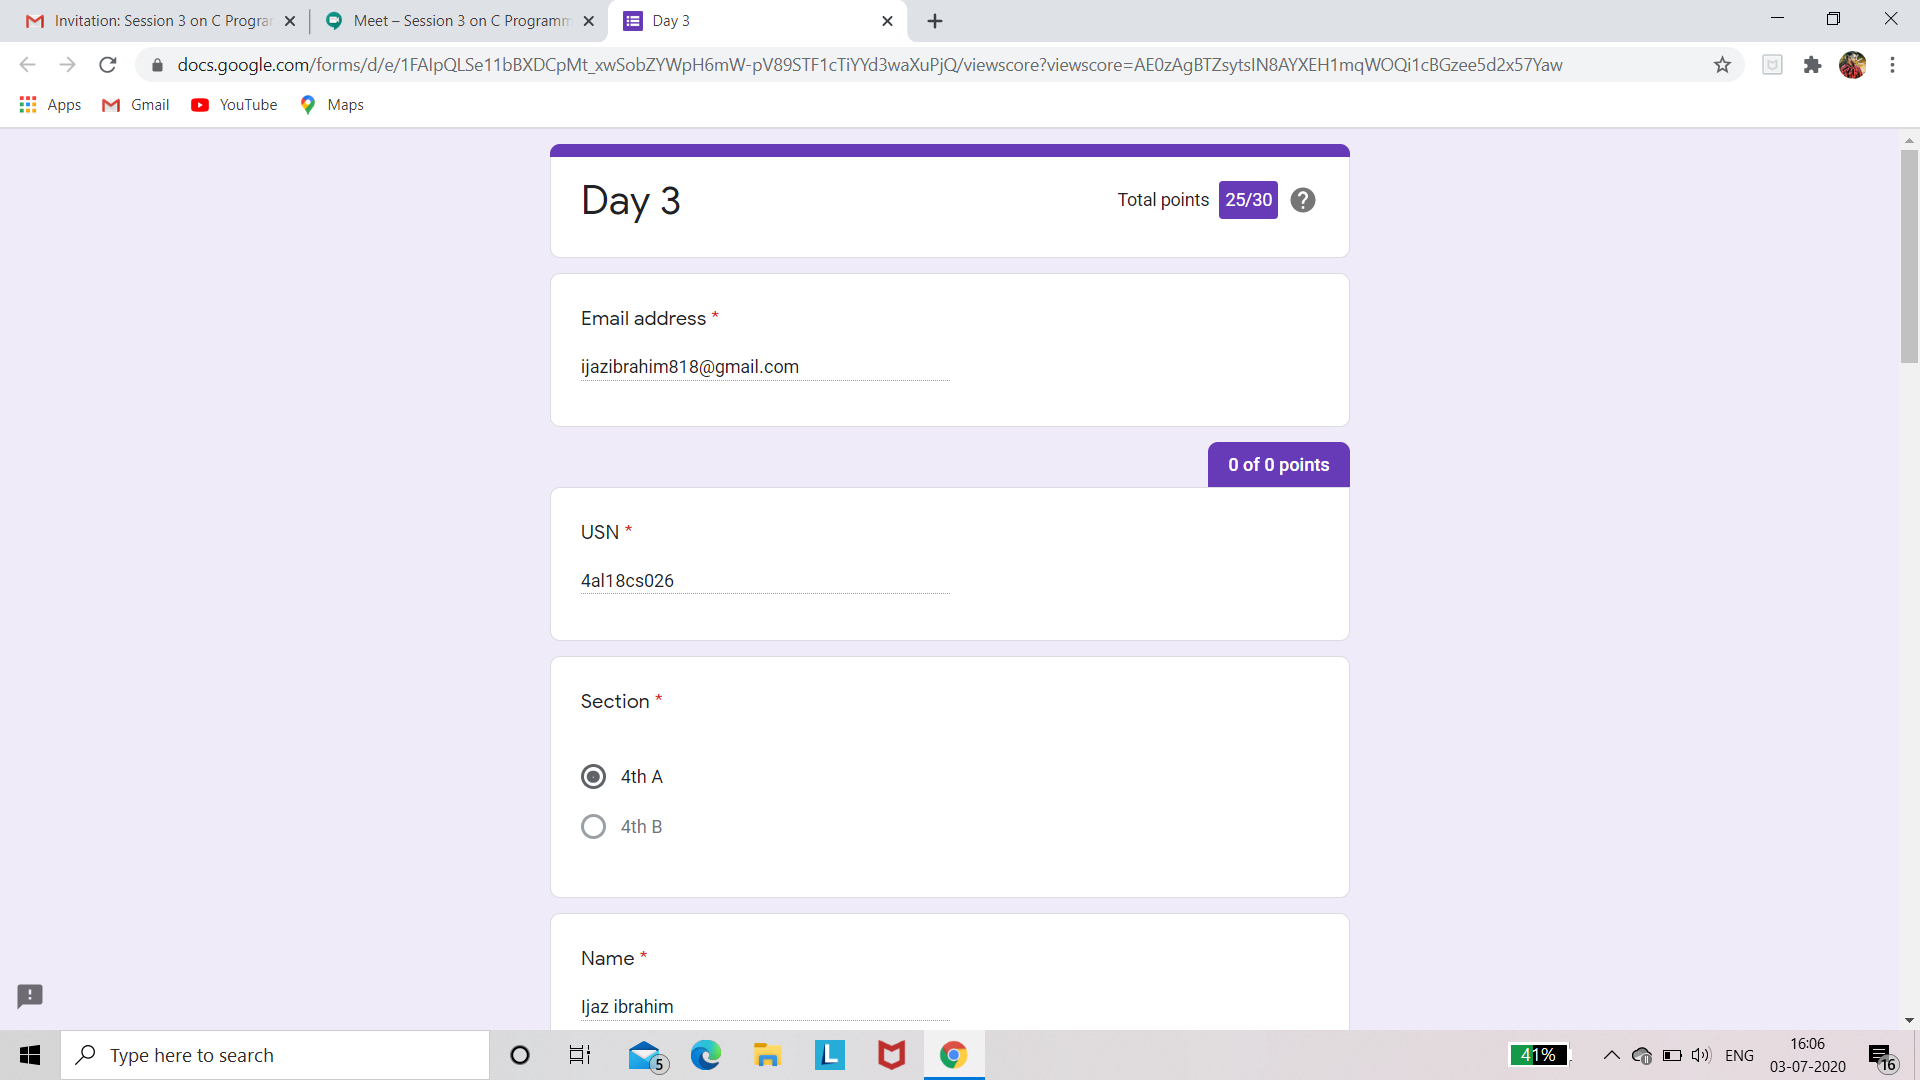 Invitation: Session 3 on C Progra
Meet – Session 3 on C Programm
Day 3
docs.google.com/forms/d/e/1FAIpQLSe11bBXDCpMt_xwSobZYWpH6mW-pV89STF1cTiYYd3waXuPjQ/viewscore?viewscore=AE0zAgBTZsytsIN8AYXEH1mqWOQi1cBGzee5d2x57Yaw
Apps
Gmail
YouTube
Maps
Day 3
Total points 25/30
Email address *
ijazibrahim818@gmail.com
0 of 0 points
USN *
4al18cs026
Section *
4th A
4th B
Name *
Ijaz ibrahim
Type here to search
5
41%
ENG
16:06
03-07-2020
16